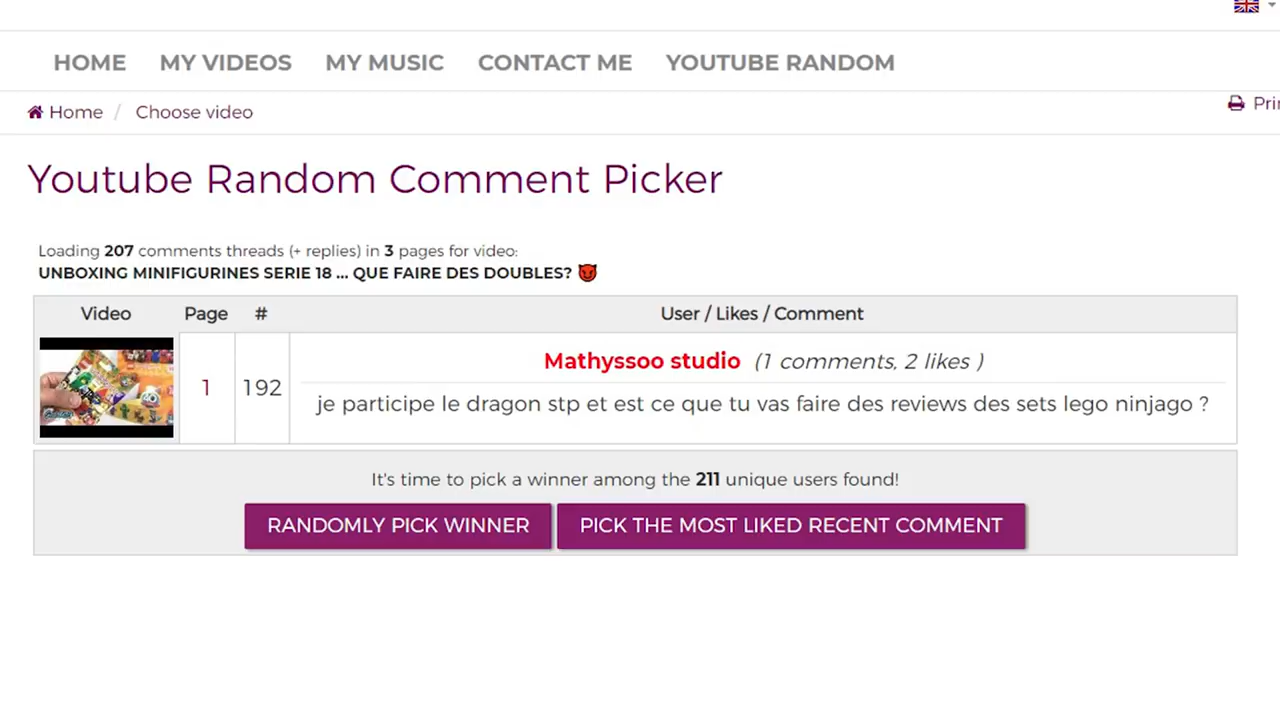 HOME MY VIDEOS MY MUSIC CONTACT ME YOUTUBE RANDOM
Home / Choose video
Youtube Random Comment Picker
Loading 207 comments threads (+ replies) in 3 pages for video:
UNBOXING MINIFIGURINES SERIE 18 ... QUE FAIRE DES DOUBLES? 😈
Video Page # User / Likes / Comment
1 192 Mathyssoo studio (1 comments, 2 likes )
je participe le dragon stp et est ce que tu vas faire des reviews des sets lego ninjago ?
It's time to pick a winner among the 211 unique users found!
RANDOMLY PICK WINNER PICK THE MOST LIKED RECENT COMMENT